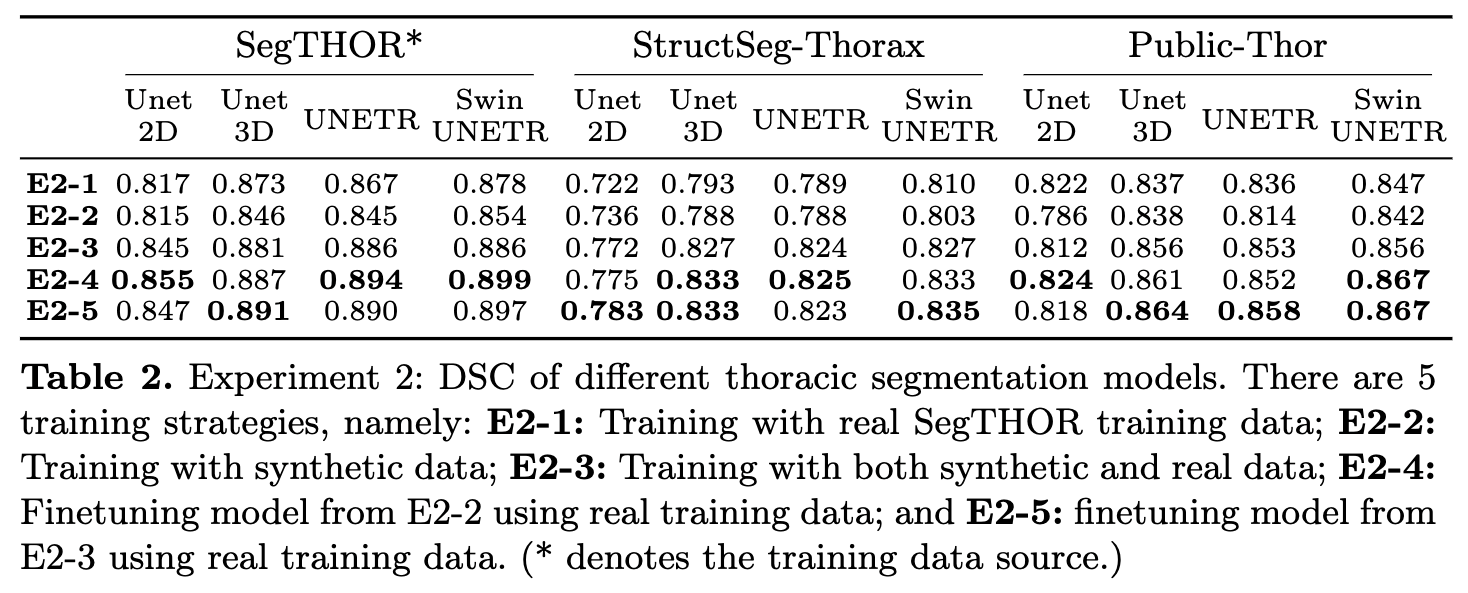 SegTHOR* StructSeg-Thorax Public-Thor
Unet 2D Unet 3D UNETR Swin UNETR Unet 2D Unet 3D UNETR Swin UNETR Unet 2D Unet 3D UNETR Swin UNETR
E2-1 0.817 0.873 0.867 0.878 0.722 0.793 0.789 0.810 0.822 0.837 0.836 0.847
E2-2 0.815 0.846 0.845 0.854 0.736 0.788 0.788 0.803 0.786 0.838 0.814 0.842
E2-3 0.845 0.881 0.886 0.886 0.772 0.827 0.824 0.827 0.812 0.856 0.853 0.856
E2-4 0.855 0.887 0.894 0.899 0.775 0.833 0.825 0.833 0.824 0.861 0.852 0.867
E2-5 0.847 0.891 0.890 0.897 0.783 0.833 0.823 0.835 0.818 0.864 0.858 0.867
Table 2. Experiment 2: DSC of different thoracic segmentation models. There are 5
training strategies, namely: E2-1: Training with real SegTHOR training data; E2-2:
Training with synthetic data; E2-3: Training with both synthetic and real data; E2-4:
Finetuning model from E2-2 using real training data; and E2-5: finetuning model from
E2-3 using real training data. (* denotes the training data source.)